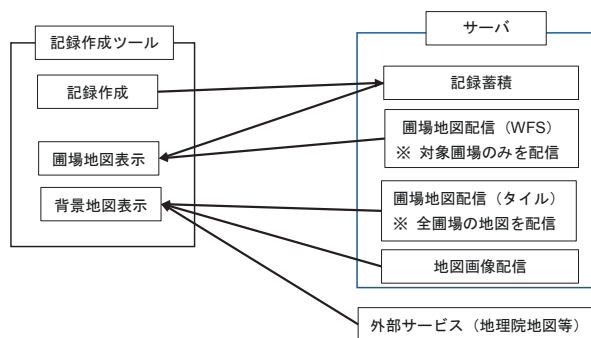 記録作成ツール
記録作成
圃場地図表示
背景地図表示
サーバ
記録蓄積
圃場地図配信（WFS）
※ 対象圃場のみを配信
圃場地図配信（タイル）
※ 全圃場の地図を配信
地図画像配信
外部サービス（地理院地図等）